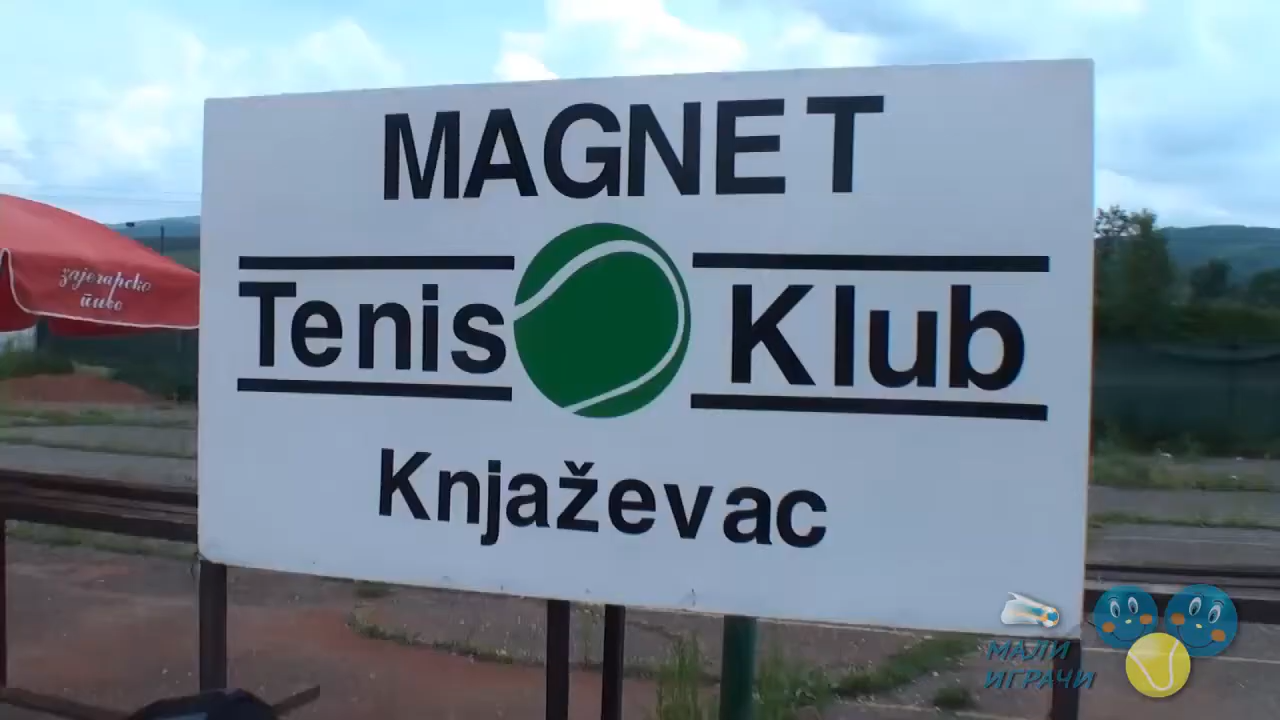 MAGNET
Tenis Klub
Knjaževac
зајечарско
пиво
МАЛИ
ИГРАЧИ